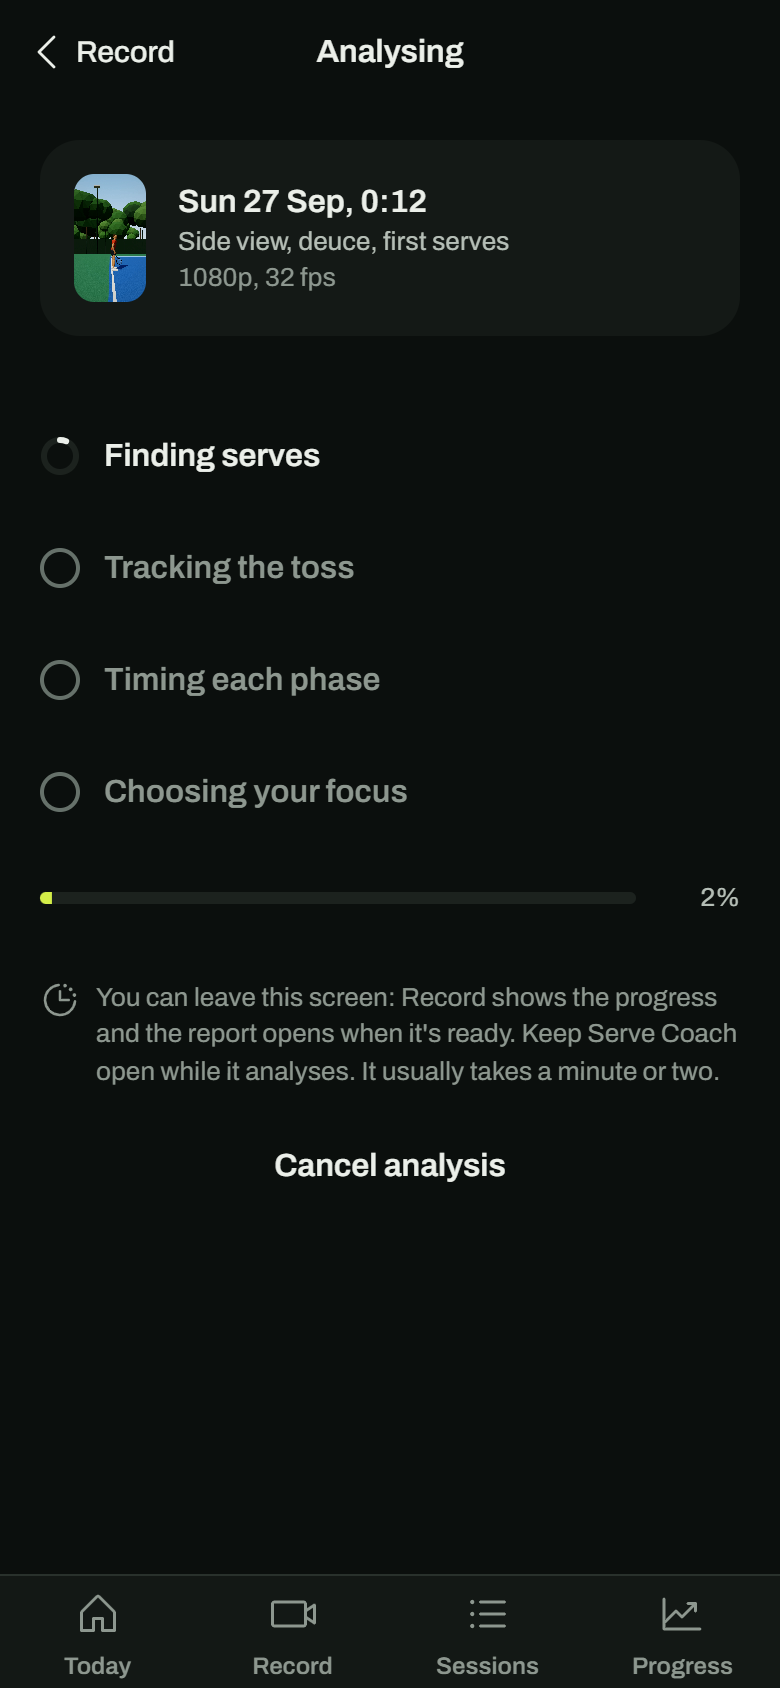 Record
Analysing
Sun 27 Sep, 0:12
Side view, deuce, first serves
1080p, 32 fps
Finding serves
Tracking the toss
Timing each phase
Choosing your focus
2%
You can leave this screen: Record shows the progress
and the report opens when it's ready. Keep Serve Coach
open while it analyses. It usually takes a minute or two.
Cancel analysis
Today
Record
Sessions
Progress